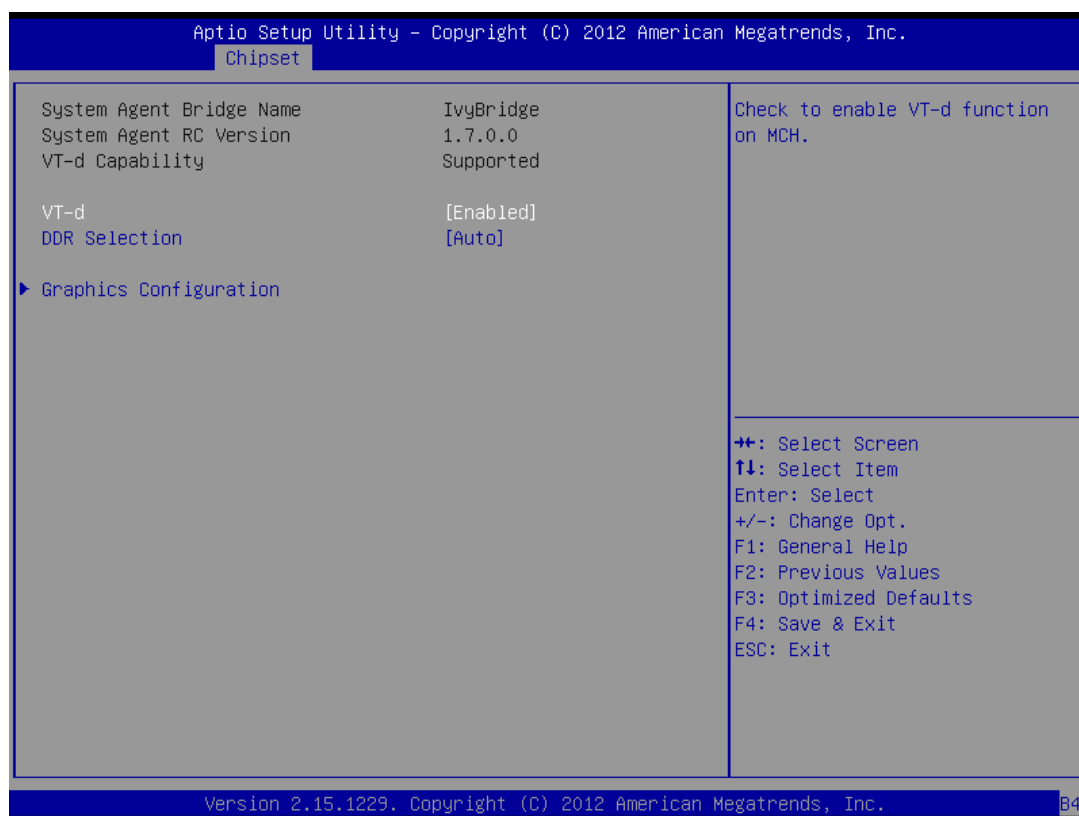 Aptio Setup Utility – Copyright (C) 2012 American Megatrends, Inc.
Chipset
System Agent Bridge Name IvyBridge
System Agent RC Version 1.7.0.0
VT-d Capability Supported
VT-d [Enabled]
DDR Selection [Auto]
▶ Graphics Configuration
Check to enable VT-d function
on MCH.
→←: Select Screen
↑↓: Select Item
Enter: Select
+/-: Change Opt.
F1: General Help
F2: Previous Values
F3: Optimized Defaults
F4: Save & Exit
ESC: Exit
Version 2.15.1229. Copyright (C) 2012 American Megatrends, Inc.
B4